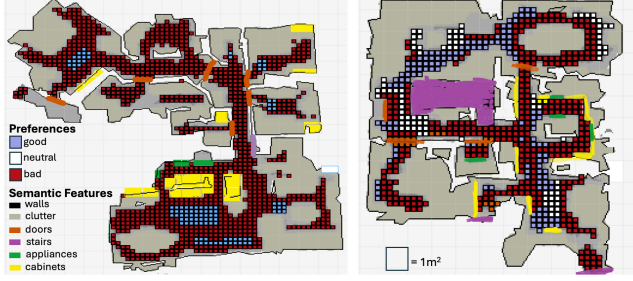 Preferences
good
neutral
bad
Semantic Features
walls
clutter
doors
stairs
appliances
cabinets
= 1m²